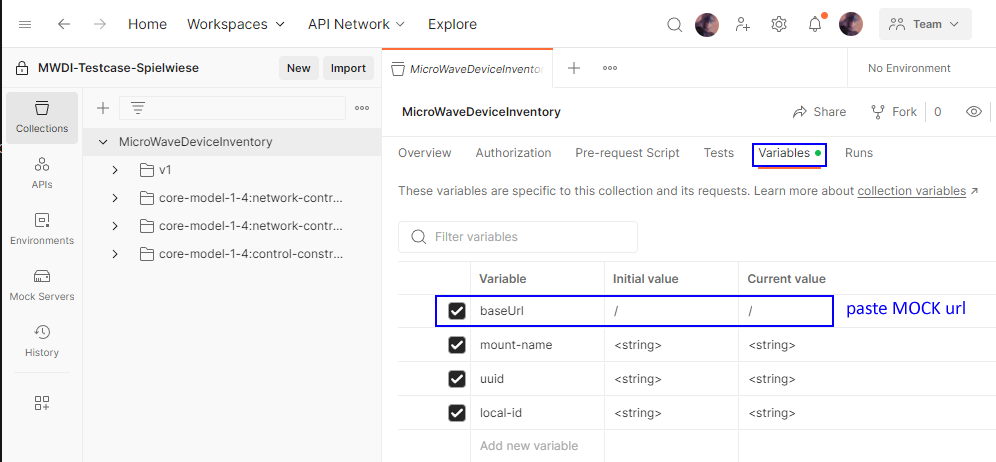 Home
Workspaces
API Network
Explore
Team
MWDI-Testcase-Spielwiese
New
Import
MicroWaveDeviceInvento
No Environment
Collections
APIs
Environments
Mock Servers
History
MicroWaveDeviceInventory
v1
core-model-1-4:network-contr...
core-model-1-4:network-contr...
core-model-1-4:control-constr...
MicroWaveDeviceInventory
Share
Fork
0
Overview
Authorization
Pre-request Script
Tests
Variables
Runs
These variables are specific to this collection and its requests. Learn more about collection variables ↗
Filter variables
Variable Initial value Current value
baseUrl / /
paste MOCK url
mount-name <string> <string>
uuid <string> <string>
local-id <string> <string>
Add new variable